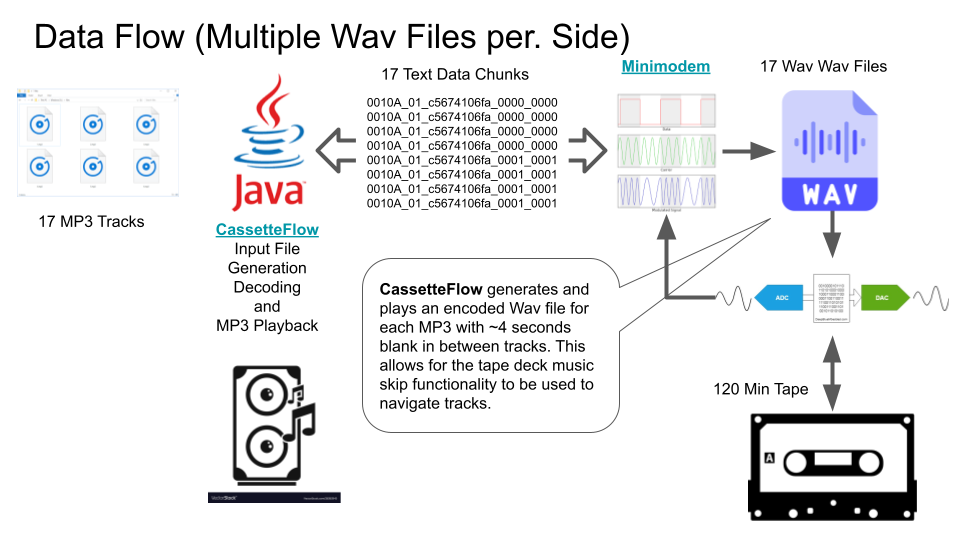 Data Flow (Multiple Wav Files per. Side)
17 Text Data Chunks
Minimodem
17 Wav Wav Files
0010A_01_c5674106fa_0000_0000
0010A_01_c5674106fa_0000_0000
0010A_01_c5674106fa_0000_0000
0010A_01_c5674106fa_0000_0000
0010A_01_c5674106fa_0001_0001
0010A_01_c5674106fa_0001_0001
0010A_01_c5674106fa_0001_0001
0010A_01_c5674106fa_0001_0001
Data
Carrier
Modulated Signal
WAV
Java
17 MP3 Tracks
CassetteFlow
Input File
Generation
Decoding
and
MP3 Playback
CassetteFlow generates and
plays an encoded Wav file for
each MP3 with ~4 seconds
blank in between tracks. This
allows for the tape deck music
skip functionality to be used to
navigate tracks.
ADC
DAC
120 Min Tape
A
VectorStock